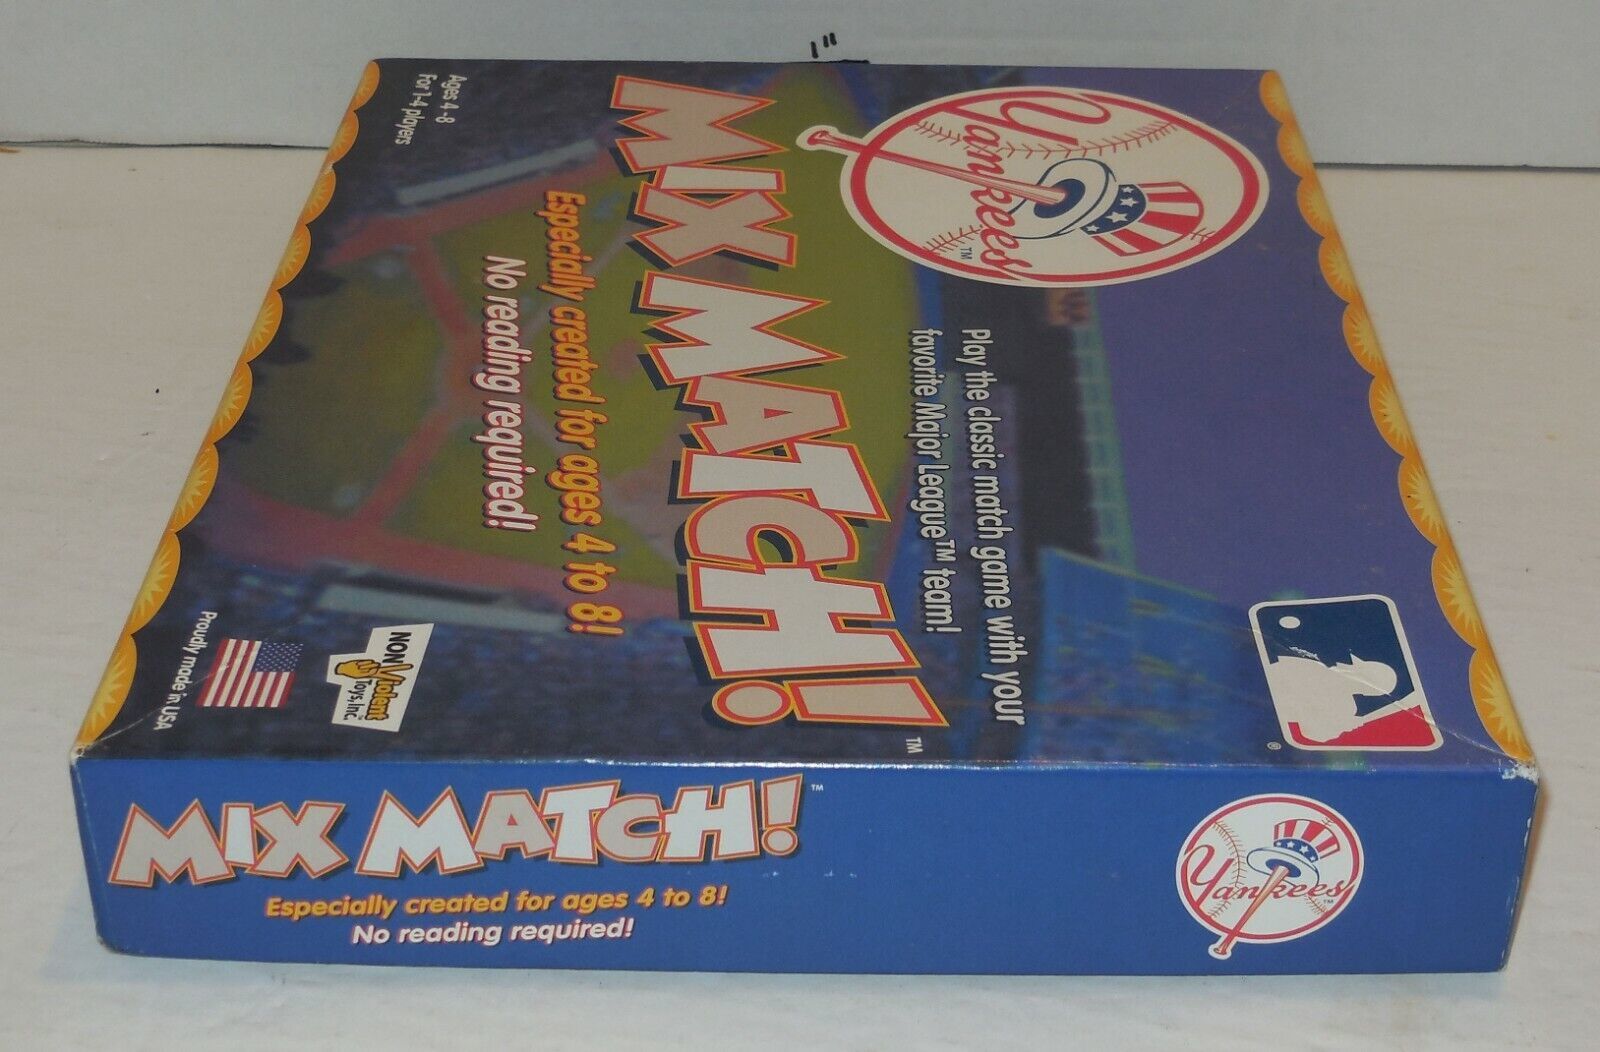 1"
Yankees
TM
®
Play the classic match game with your
favorite Major League™ team!
MIX MATCH!
TM
Especially created for ages 4 to 8!
No reading required!
Ages 4 - 8
For 1-4 players
NON
Violent
Toys, Inc.
Proudly made in USA
MIX MATCH!
TM
Especially created for ages 4 to 8!
No reading required!
Yankees
TM